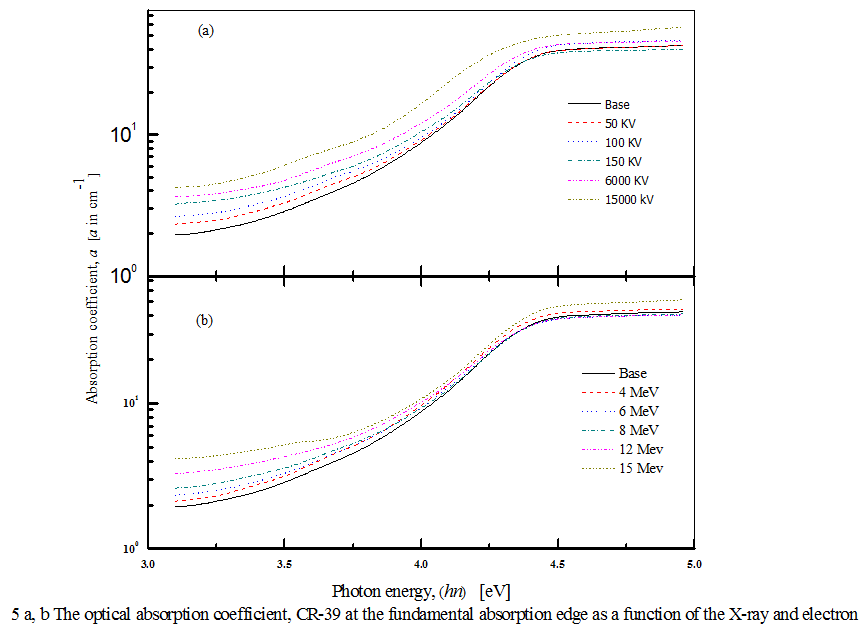 (a)
10^1
10^0
Base
50 KV
100 KV
150 KV
6000 KV
15000 kV
Absorption coefficient, a [a in cm^-1]
(b)
10^1
10^0
Base
4 MeV
6 MeV
8 MeV
12 Mev
15 Mev
3.0 3.5 4.0 4.5 5.0
Photon energy, (hn) [eV]
5 a, b The optical absorption coefficient, CR-39 at the fundamental absorption edge as a function of the X-ray and electron